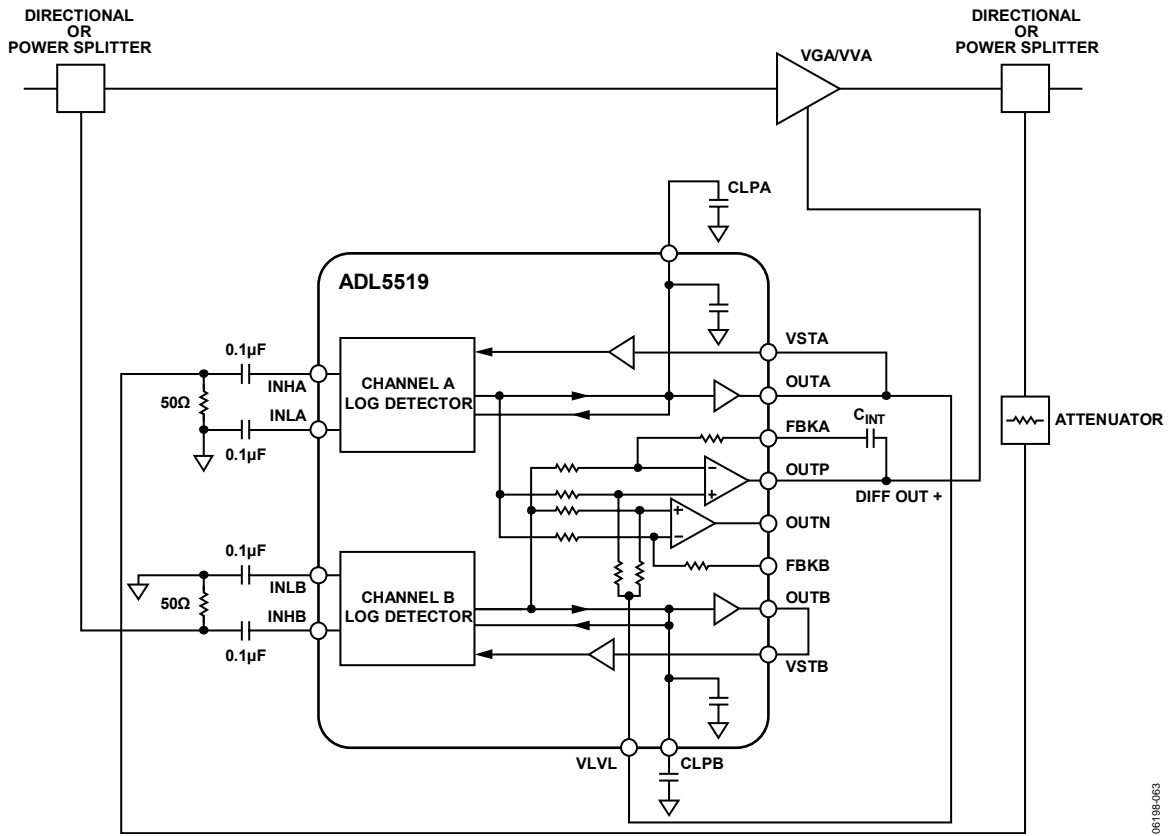 DIRECTIONAL
OR
POWER SPLITTER
VGA/VVA
DIRECTIONAL
OR
POWER SPLITTER
CLPA
ADL5519
0.1µF
INHA
50Ω
INLA
0.1µF
CHANNEL A
LOG DETECTOR
VSTA
OUTA
FBKA
CINT
OUTP
DIFF OUT +
OUTN
FBKB
ATTENUATOR
0.1µF
INLB
50Ω
INHB
0.1µF
CHANNEL B
LOG DETECTOR
OUTB
VSTB
VLVL
CLPB
06198-063